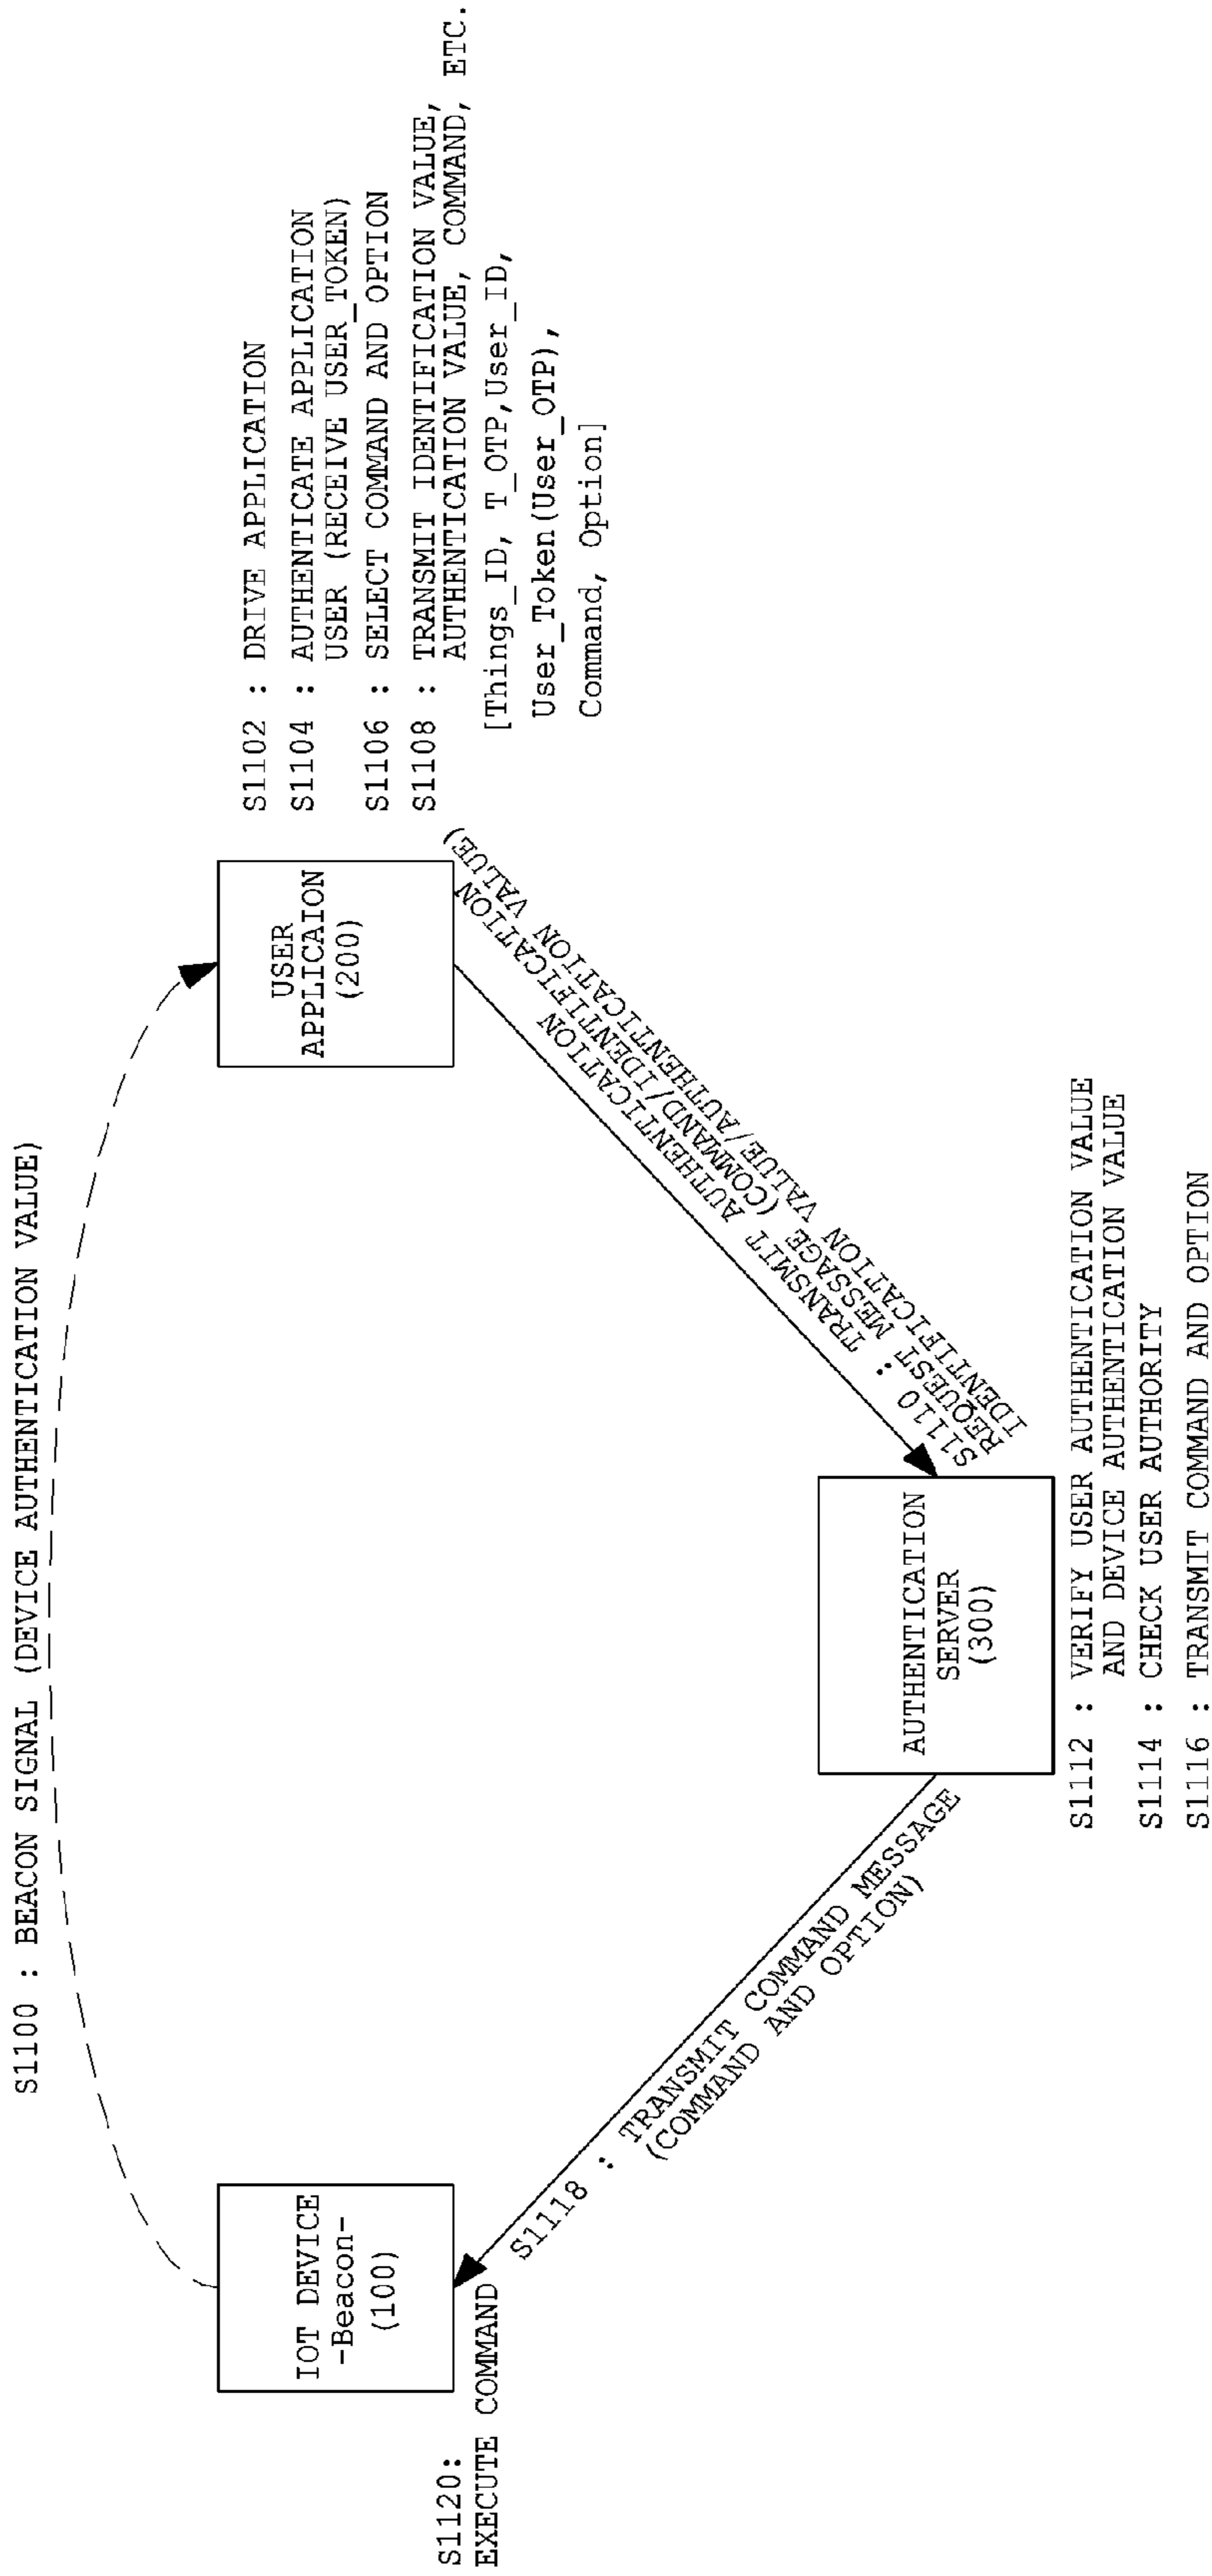 S1100 : BEACON SIGNAL (DEVICE AUTHENTICATION VALUE)
IOT DEVICE
-Beacon-
(100)
S1120:
EXECUTE COMMAND
USER
APPLICAION
(200)
S1102 : DRIVE APPLICATION
S1104 : AUTHENTICATE APPLICATION
USER (RECEIVE USER_TOKEN)
S1106 : SELECT COMMAND AND OPTION
S1108 : TRANSMIT IDENTIFICATION VALUE,
AUTHENTICATION VALUE, COMMAND, ETC.
[Things_ID, T_OTP,User_ID,
User_Token(User_OTP),
Command, Option]
S1110 : TRANSMIT AUTHENTICATION
REQUEST MESSAGE (COMMAND/IDENTIFICATION
IDENTIFICATION VALUE/AUTHENTICATION VALUE)
S1118 : TRANSMIT COMMAND MESSAGE
(COMMAND AND OPTION)
AUTHENTICATION
SERVER
(300)
S1112 : VERIFY USER AUTHENTICATION VALUE
AND DEVICE AUTHENTICATION VALUE
S1114 : CHECK USER AUTHORITY
S1116 : TRANSMIT COMMAND AND OPTION